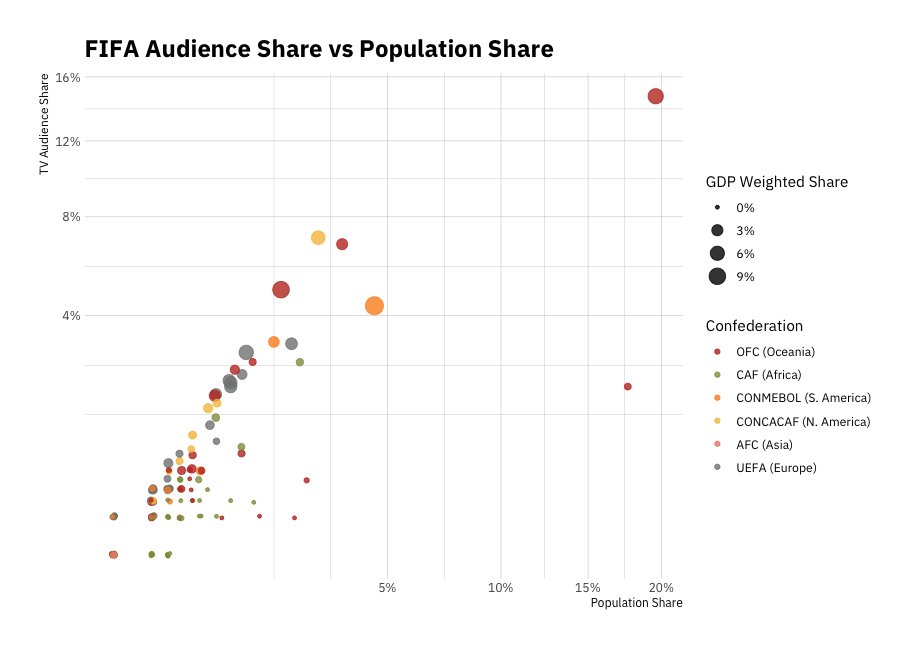 FIFA Audience Share vs Population Share
TV Audience Share
16%
12%
8%
4%
5%
10%
15%
20%
Population Share
GDP Weighted Share
0%
3%
6%
9%
Confederation
OFC (Oceania)
CAF (Africa)
CONMEBOL (S. America)
CONCACAF (N. America)
AFC (Asia)
UEFA (Europe)